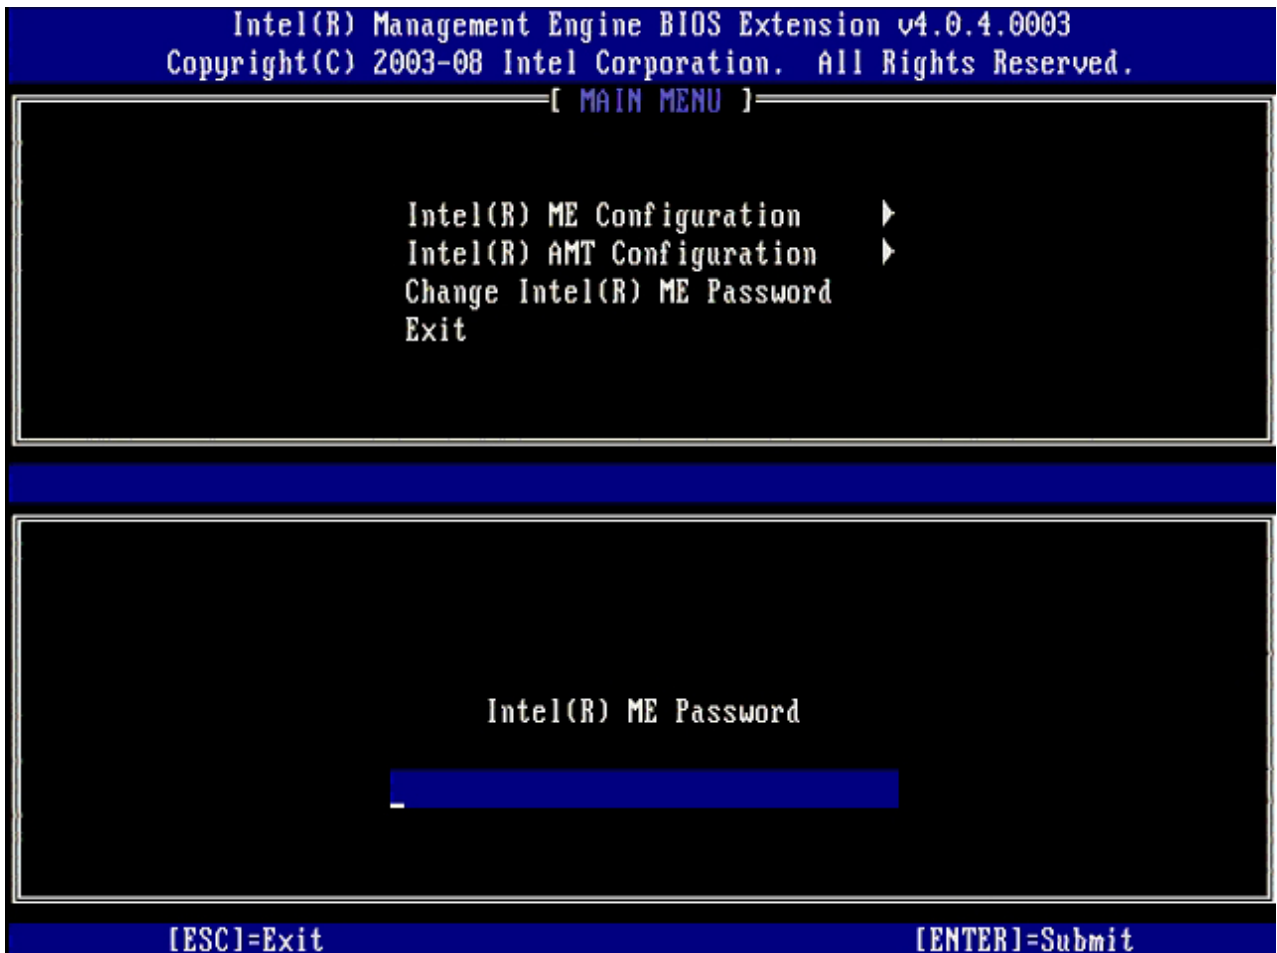 Intel(R) Management Engine BIOS Extension v4.0.4.0003
Copyright(C) 2003-08 Intel Corporation. All Rights Reserved.
[ MAIN MENU ]
Intel(R) ME Configuration
Intel(R) AMT Configuration
Change Intel(R) ME Password
Exit
Intel(R) ME Password
[ESC]=Exit [ENTER]=Submit